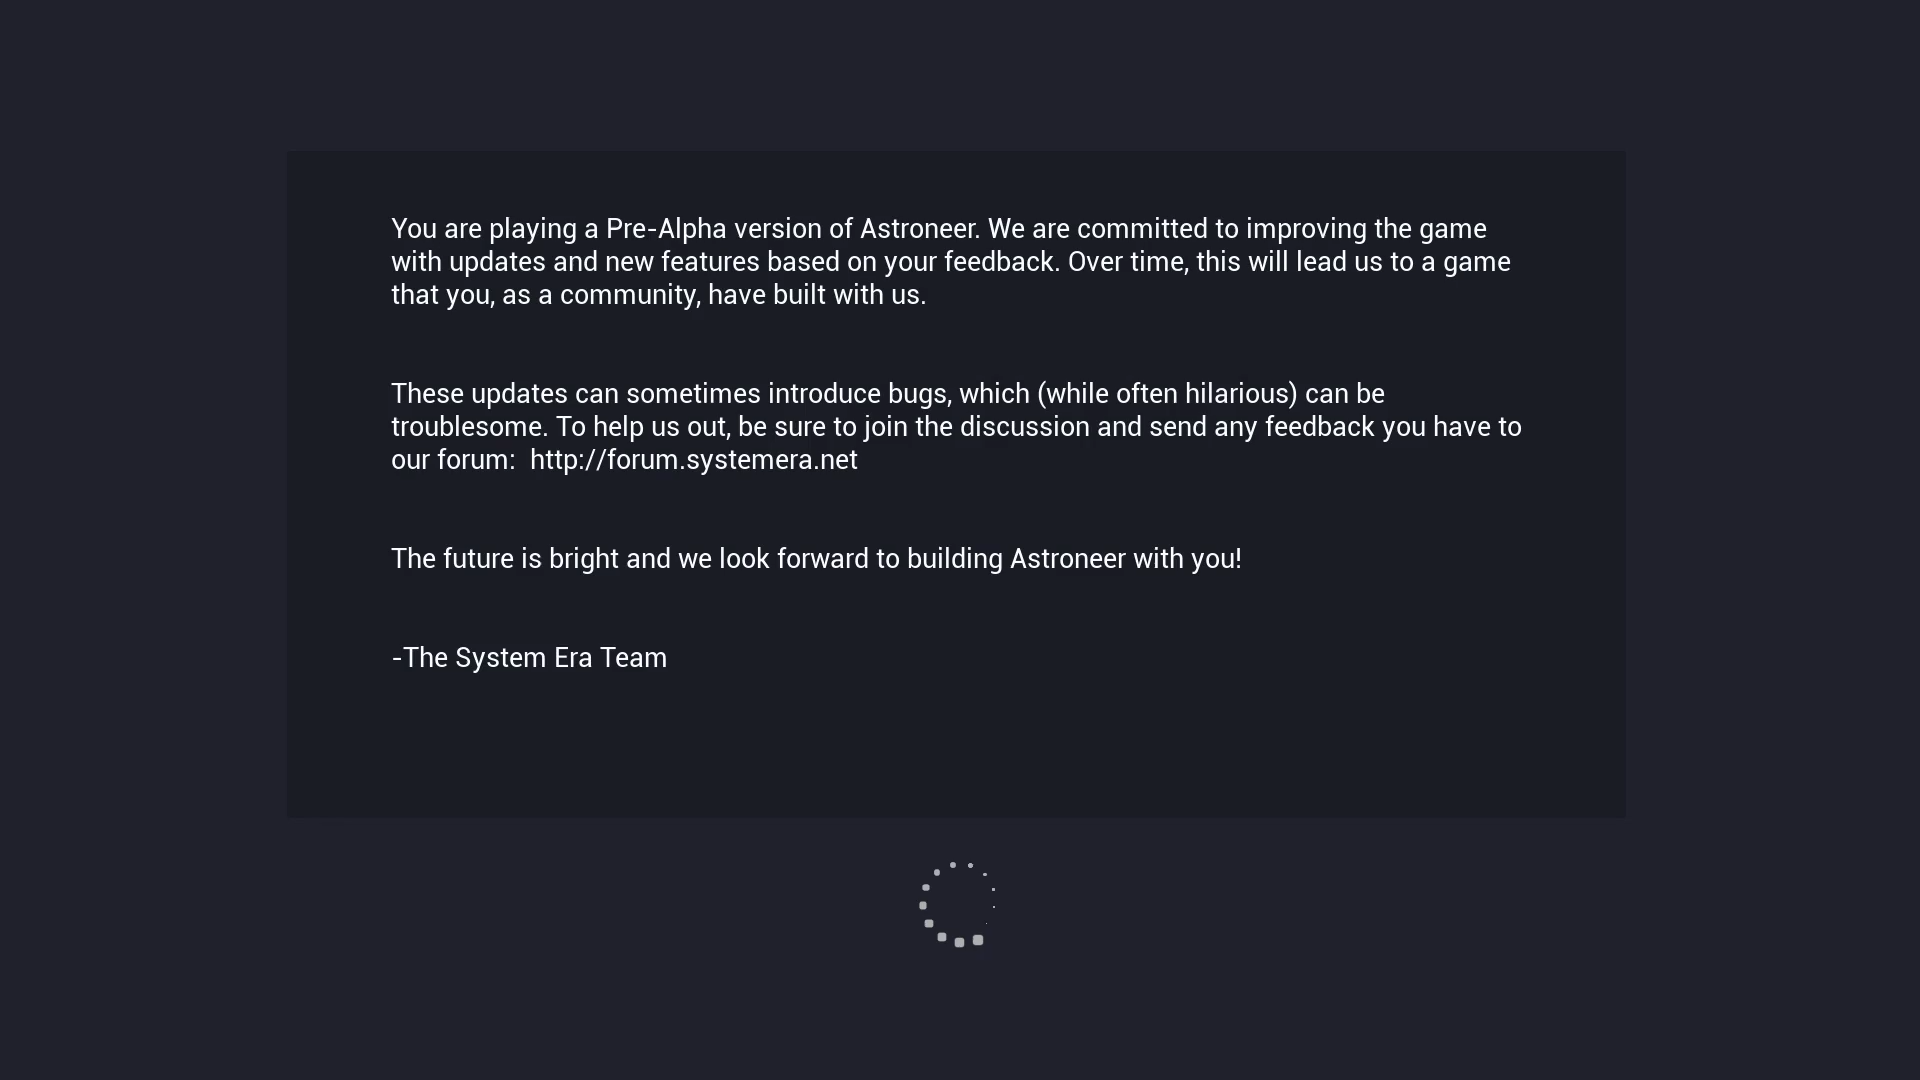 You are playing a Pre-Alpha version of Astroneer. We are committed to improving the game
with updates and new features based on your feedback. Over time, this will lead us to a game
that you, as a community, have built with us.
These updates can sometimes introduce bugs, which (while often hilarious) can be
troublesome. To help us out, be sure to join the discussion and send any feedback you have to
our forum:  http://forum.systemera.net
The future is bright and we look forward to building Astroneer with you!
-The System Era Team